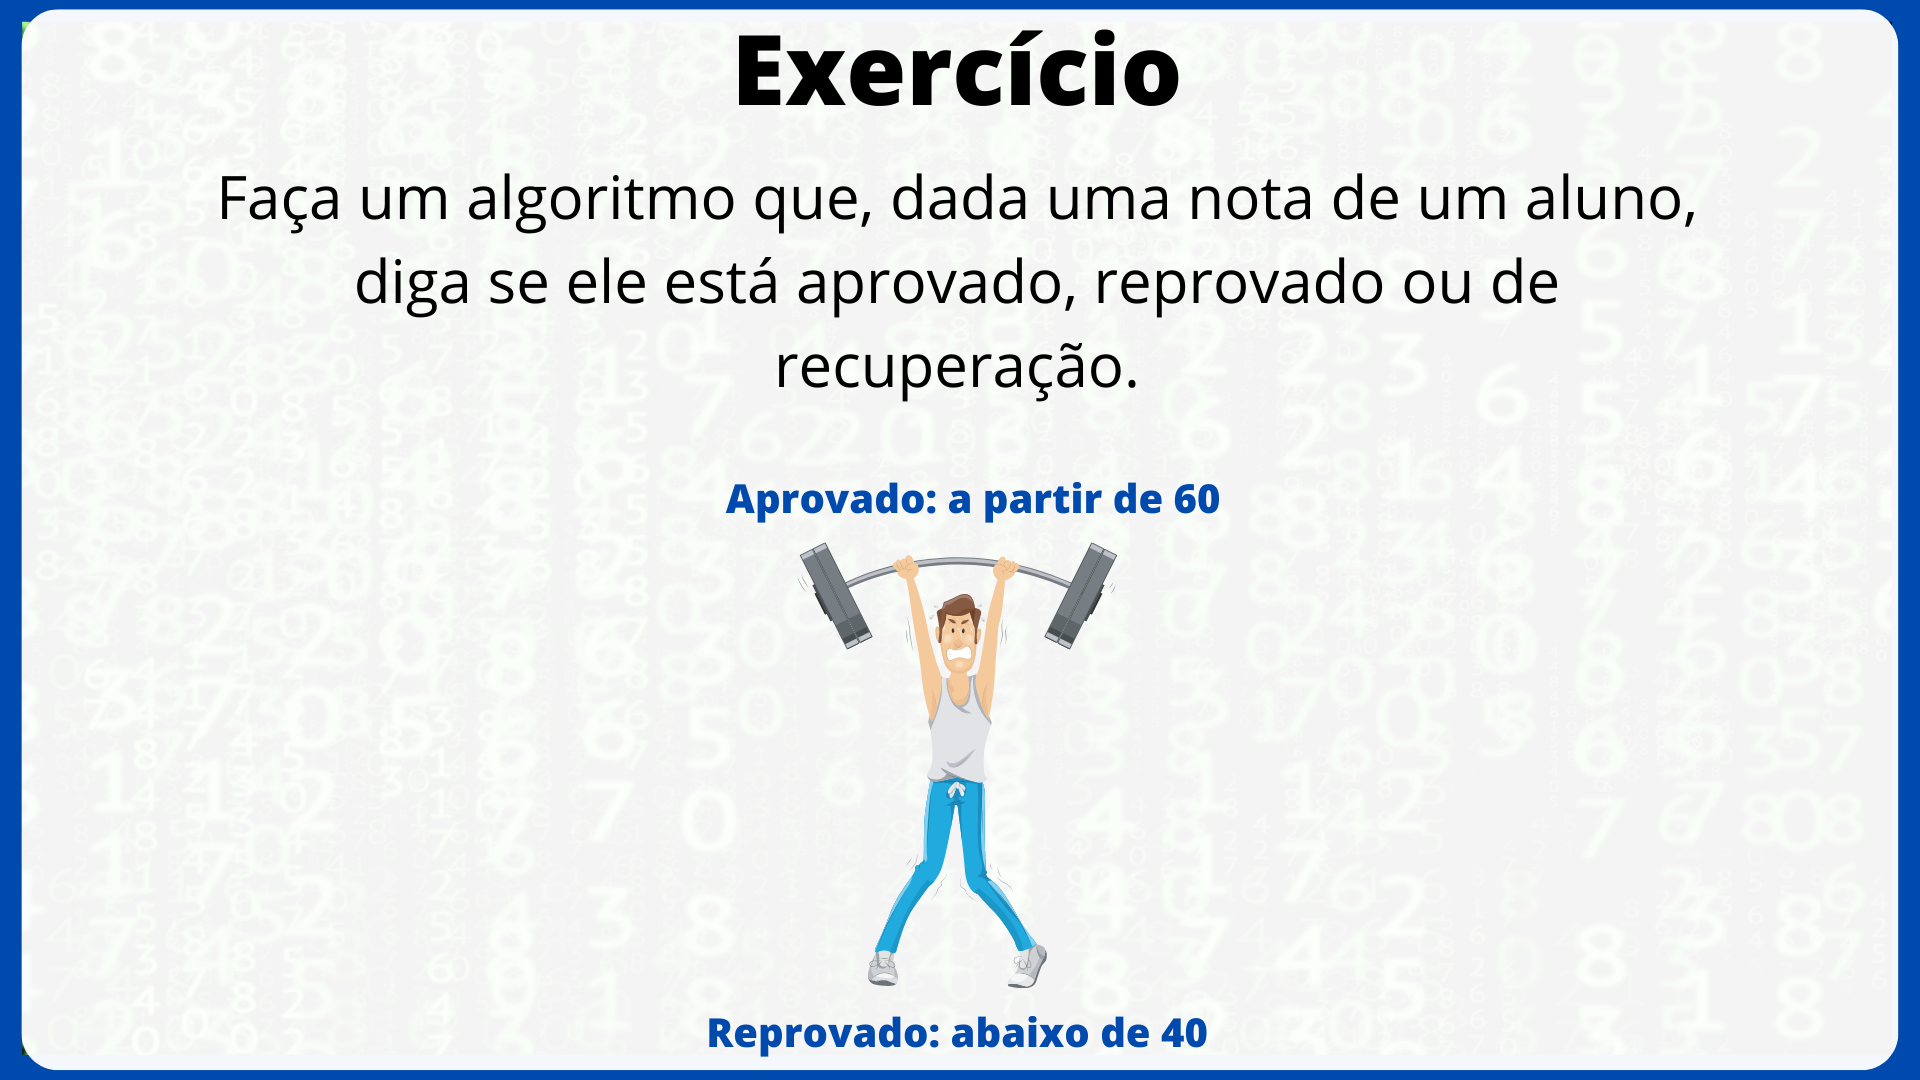 Exercício
Faça um algoritmo que, dada uma nota de um aluno,
diga se ele está aprovado, reprovado ou de
recuperação.
Aprovado: a partir de 60
Reprovado: abaixo de 40